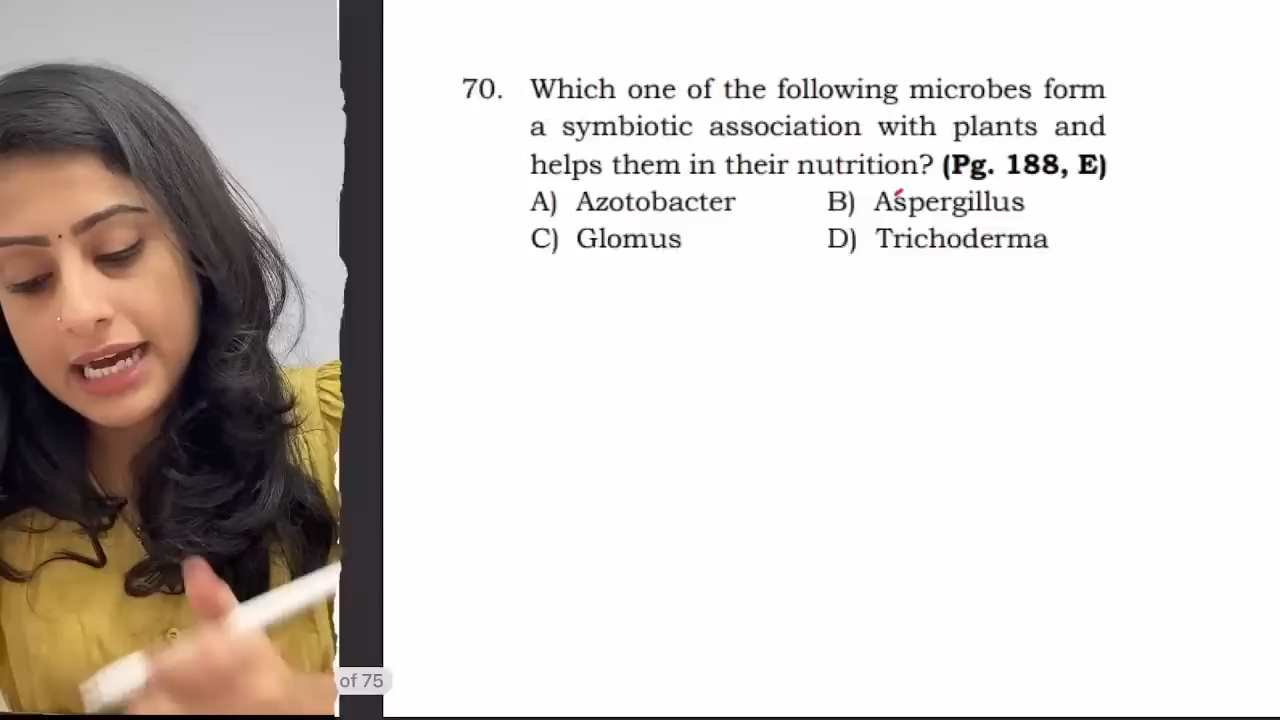 70. Which one of the following microbes form
a symbiotic association with plants and
helps them in their nutrition? (Pg. 188, E)
A) Azotobacter B) Aspergillus
C) Glomus D) Trichoderma
of 75